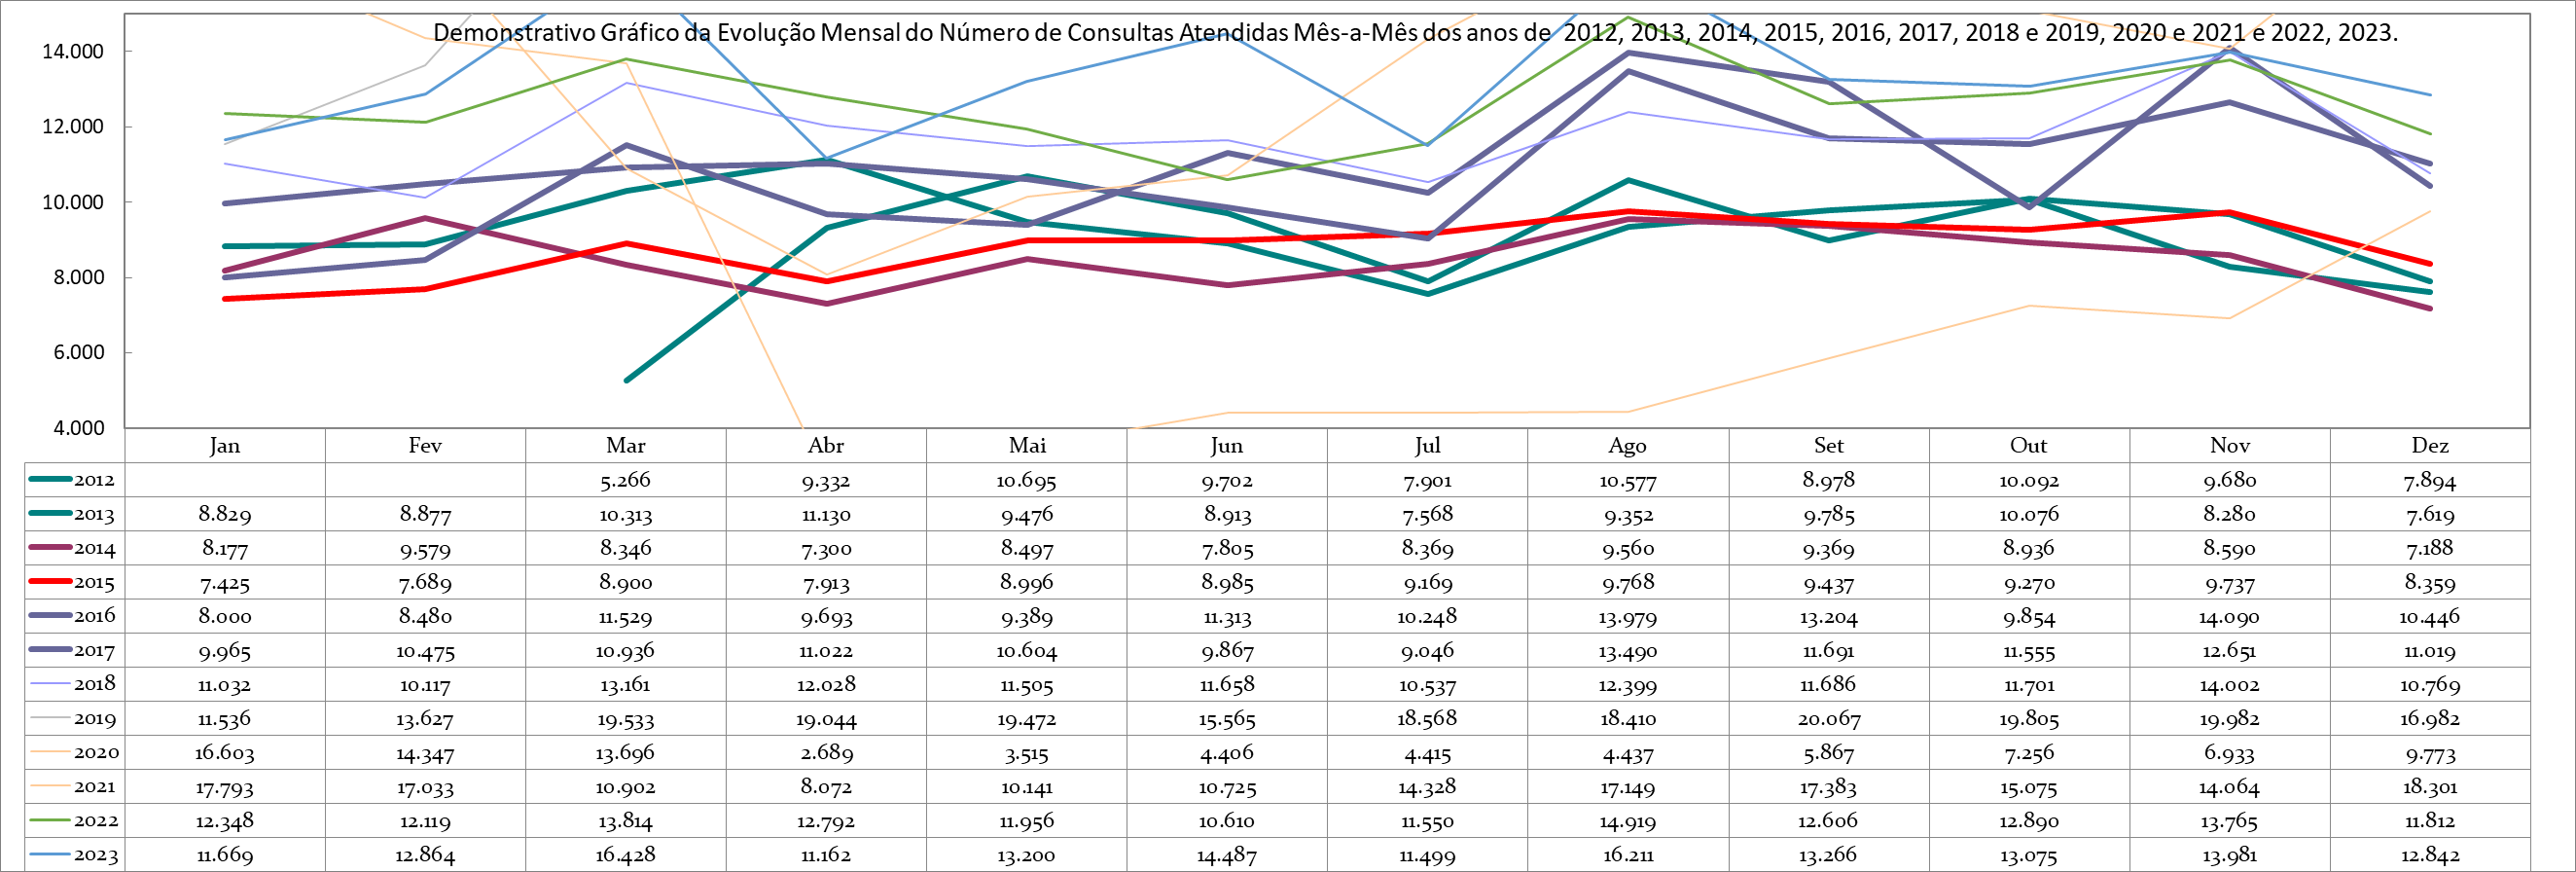 Demonstrativo Gráfico da Evolução Mensal do Número de Consultas Atendidas Mês-a-Mês dos anos de 2012, 2013, 2014, 2015, 2016, 2017, 2018 e 2019, 2020 e 2021 e 2022, 2023.
14.000
12.000
10.000
8.000
6.000
4.000
Jan Fev Mar Abr Mai Jun Jul Ago Set Out Nov Dez
2012 5.266 9.332 10.695 9.702 7.901 10.577 8.978 10.092 9.680 7.894
2013 8.829 8.877 10.313 11.130 9.476 8.913 7.568 9.352 9.785 10.076 8.280 7.619
2014 8.177 9.579 8.346 7.300 8.497 7.805 8.369 9.560 9.369 8.936 8.590 7.188
2015 7.425 7.689 8.900 7.913 8.996 8.985 9.169 9.768 9.437 9.270 9.737 8.359
2016 8.000 8.480 11.529 9.693 9.389 11.313 10.248 13.979 13.204 9.854 14.090 10.446
2017 9.965 10.475 10.936 11.022 10.604 9.867 9.046 13.490 11.691 11.555 12.651 11.019
2018 11.032 10.117 13.161 12.028 11.505 11.658 10.537 12.399 11.686 11.701 14.002 10.769
2019 11.536 13.627 19.533 19.044 19.472 15.565 18.568 18.410 20.067 19.805 19.982 16.982
2020 16.603 14.347 13.696 2.689 3.515 4.406 4.415 4.437 5.867 7.256 6.933 9.773
2021 17.793 17.033 10.902 8.072 10.141 10.725 14.328 17.149 17.383 15.075 14.064 18.301
2022 12.348 12.119 13.814 12.792 11.956 10.610 11.550 14.919 12.606 12.890 13.765 11.812
2023 11.669 12.864 16.428 11.162 13.200 14.487 11.499 16.211 13.266 13.075 13.981 12.842